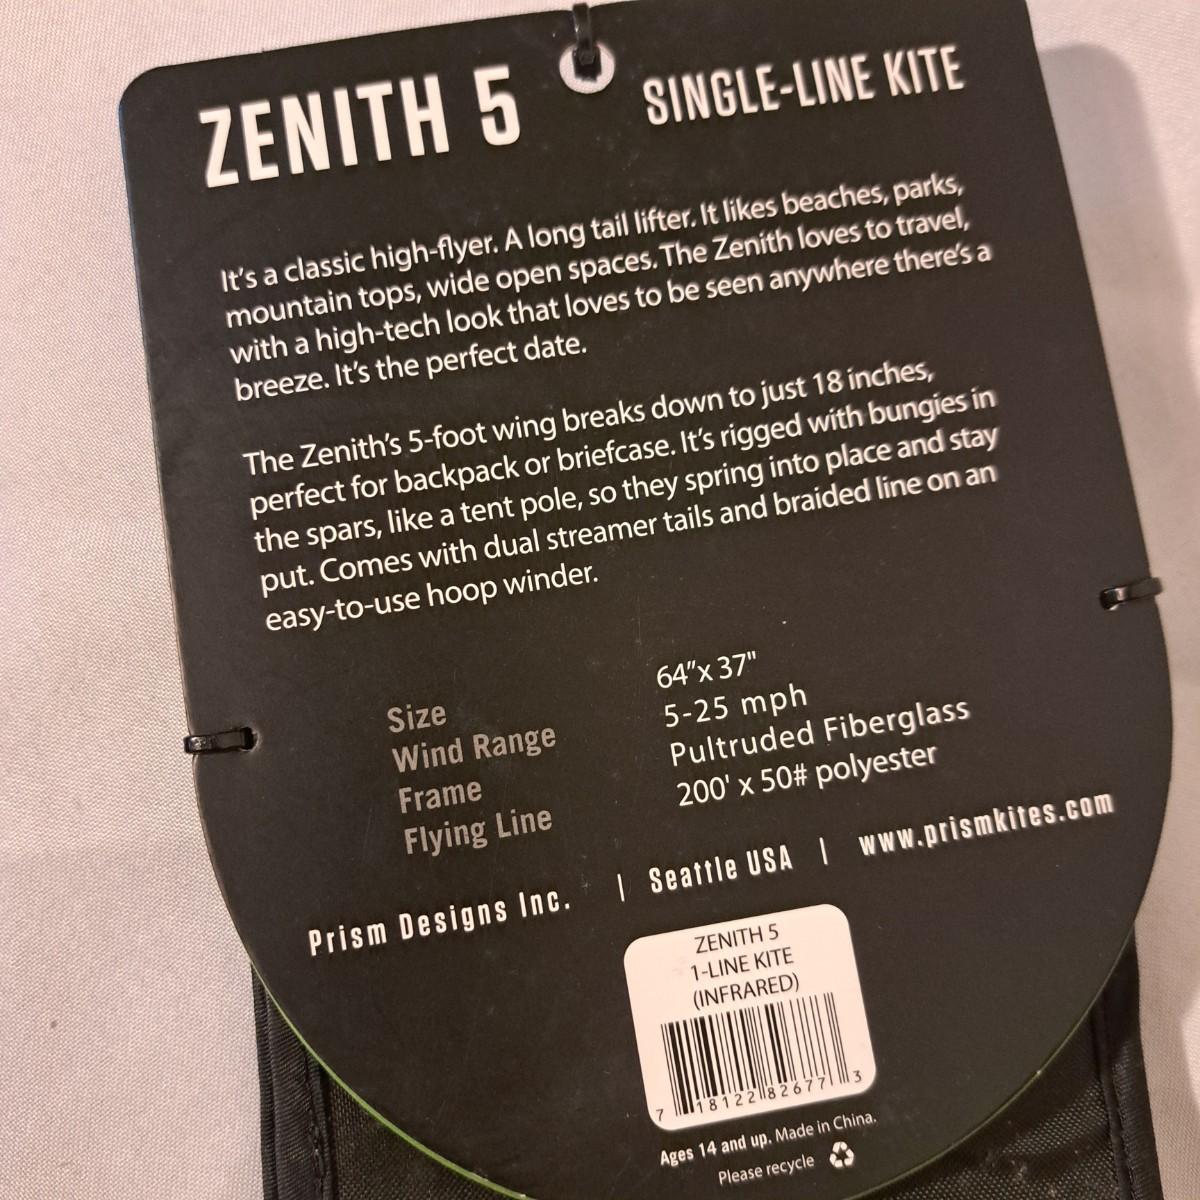 ZENITH 5
SINGLE-LINE KITE
It's a classic high-flyer. A long tail lifter. It likes beaches, parks,
mountain tops, wide open spaces. The Zenith loves to travel,
with a high-tech look that loves to be seen anywhere there's a
breeze. It's the perfect date.
The Zenith's 5-foot wing breaks down to just 18 inches,
perfect for backpack or briefcase. It's rigged with bungies in
the spars, like a tent pole, so they spring into place and stay
put. Comes with dual streamer tails and braided line on an
easy-to-use hoop winder.
Size 64"x 37"
Wind Range 5-25 mph
Frame Pultruded Fiberglass
Flying Line 200' x 50# polyester
Prism Designs Inc. | Seattle USA | www.prismkites.com
ZENITH 5
1-LINE KITE
(INFRARED)
7 18122 82677 3
Ages 14 and up. Made in China.
Please recycle